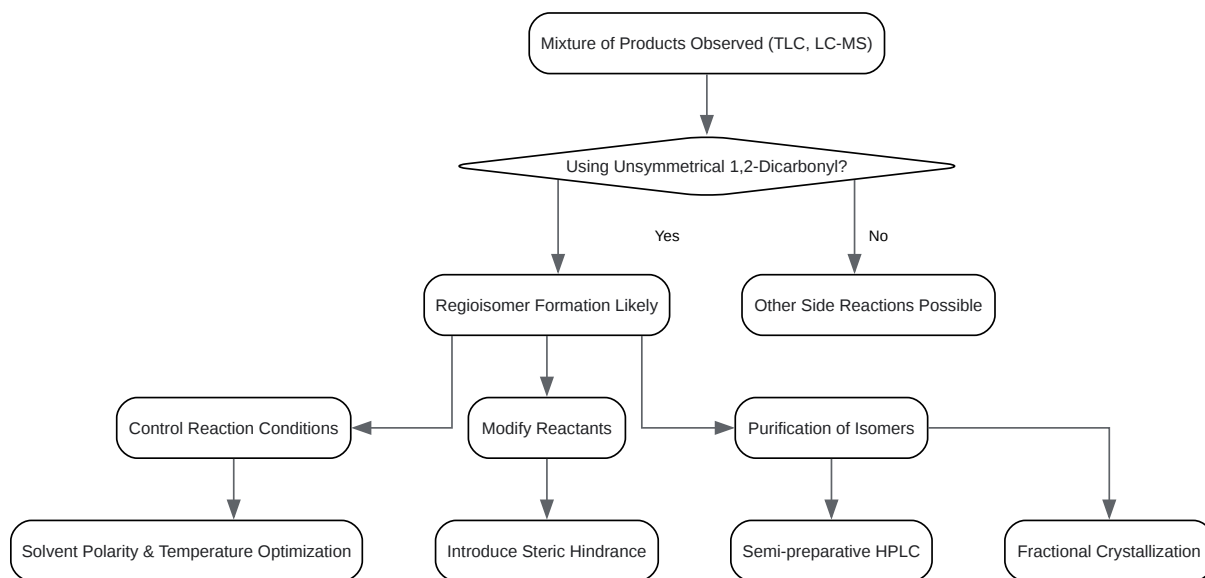 Mixture of Products Observed (TLC, LC-MS)
Using Unsymmetrical 1,2-Dicarbonyl?
Yes
No
Regioisomer Formation Likely
Other Side Reactions Possible
Control Reaction Conditions
Modify Reactants
Purification of Isomers
Solvent Polarity & Temperature Optimization
Introduce Steric Hindrance
Semi-preparative HPLC
Fractional Crystallization